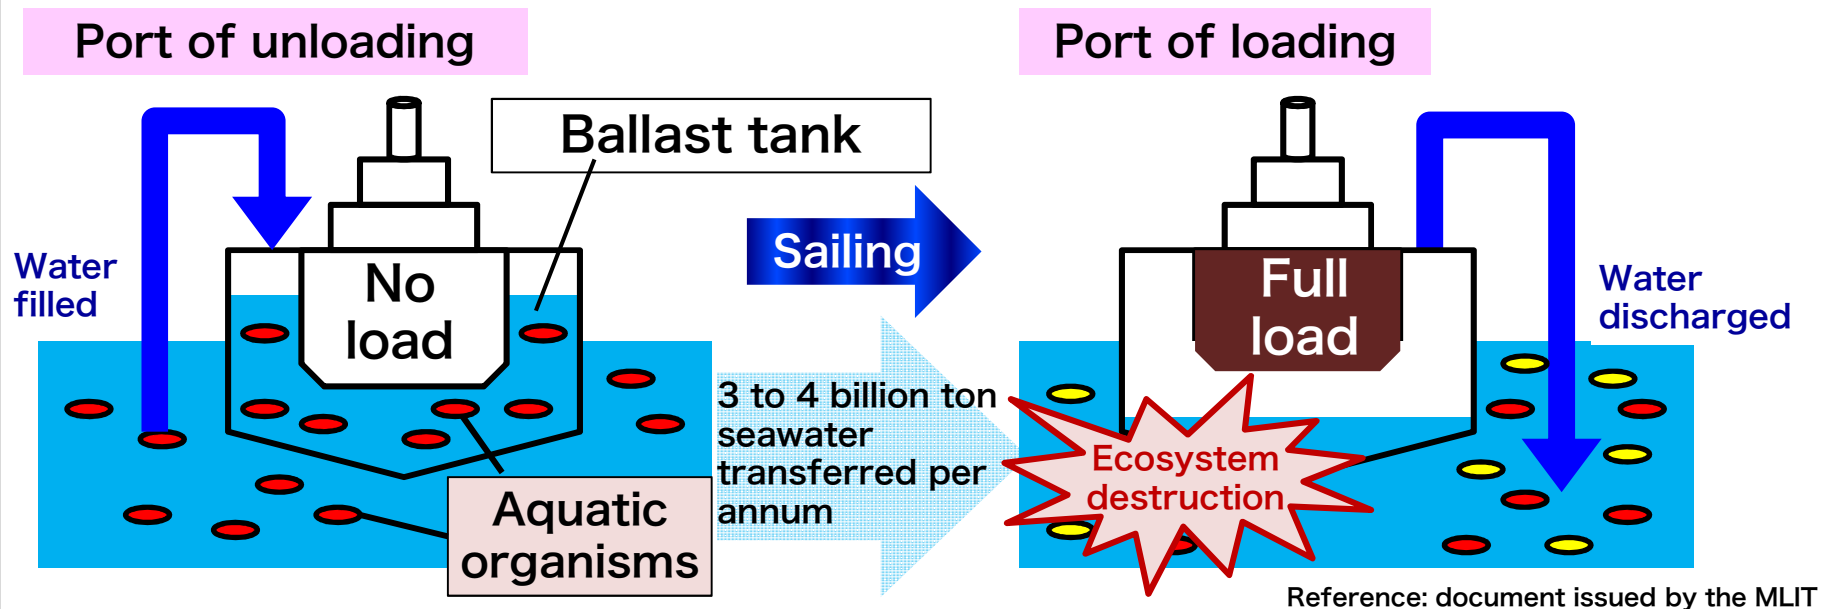 Port of unloading
Port of loading
Ballast tank
Water
filled
No
load
Sailing
Full
load
Water
discharged
3 to 4 billion ton
seawater
transferred per
annum
Ecosystem
destruction
Aquatic
organisms
Reference: document issued by the MLIT